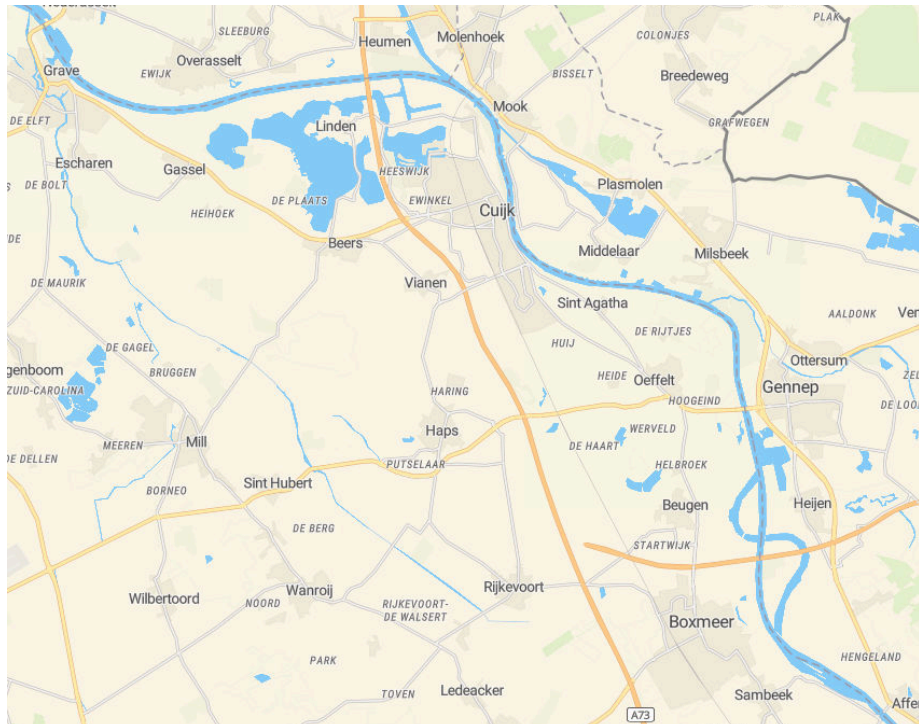 SLEEBURG
PLAK
Heumen
Molenhoek
COLONJES
Overasselt
EWIJK
BISSELT
Breedeweg
Grave
Mook
DE ELFT
Linden
GRAFWEGEN
Escharen
Gassel
HEESWIJK
DE BOLT
DE PLAATS
EWINKEL
Plasmolen
HEIHOEK
Cuijk
Beers
Middelaar
Milsbeek
DE MAURIK
Vianen
Sint Agatha
AALDONK
DE RIJTJES
DE GAGEL
HUIJ
BRUGGEN
Ottersum
HEIDE
Oeffelt
ZUID-CAROLINA
HARING
Gennep
HOOGEIND
Haps
WERVELD
MEEREN
Mill
DE HAART
DE DELLEN
PUTSELAAR
HELBROEK
Sint Hubert
BORNEO
Beugen
Heijen
DE BERG
STARTWIJK
Wanroij
Rijkevoort
Wilbertoord
NOORD
RIJKEVOORT-
DE WALSERT
Boxmeer
PARK
HENGELAND
TOVEN
Ledeacker
Sambeek
A73